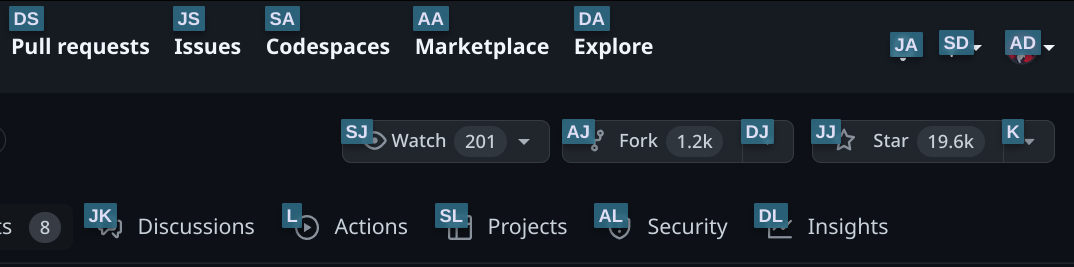 DS JS SA AA DA
Pull requests Issues Codespaces Marketplace Explore JA SD AD
SJ Watch 201 AJ Fork 1.2k DJ JJ Star 19.6k K
ts 8 JK Discussions L Actions SL Projects AL Security DL Insights